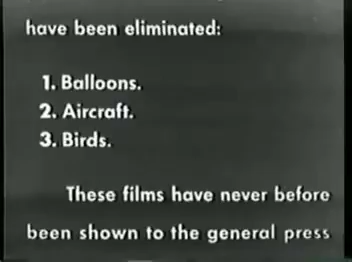 have been eliminated:
1. Balloons.
2. Aircraft.
3. Birds.
These films have never before
been shown to the general press